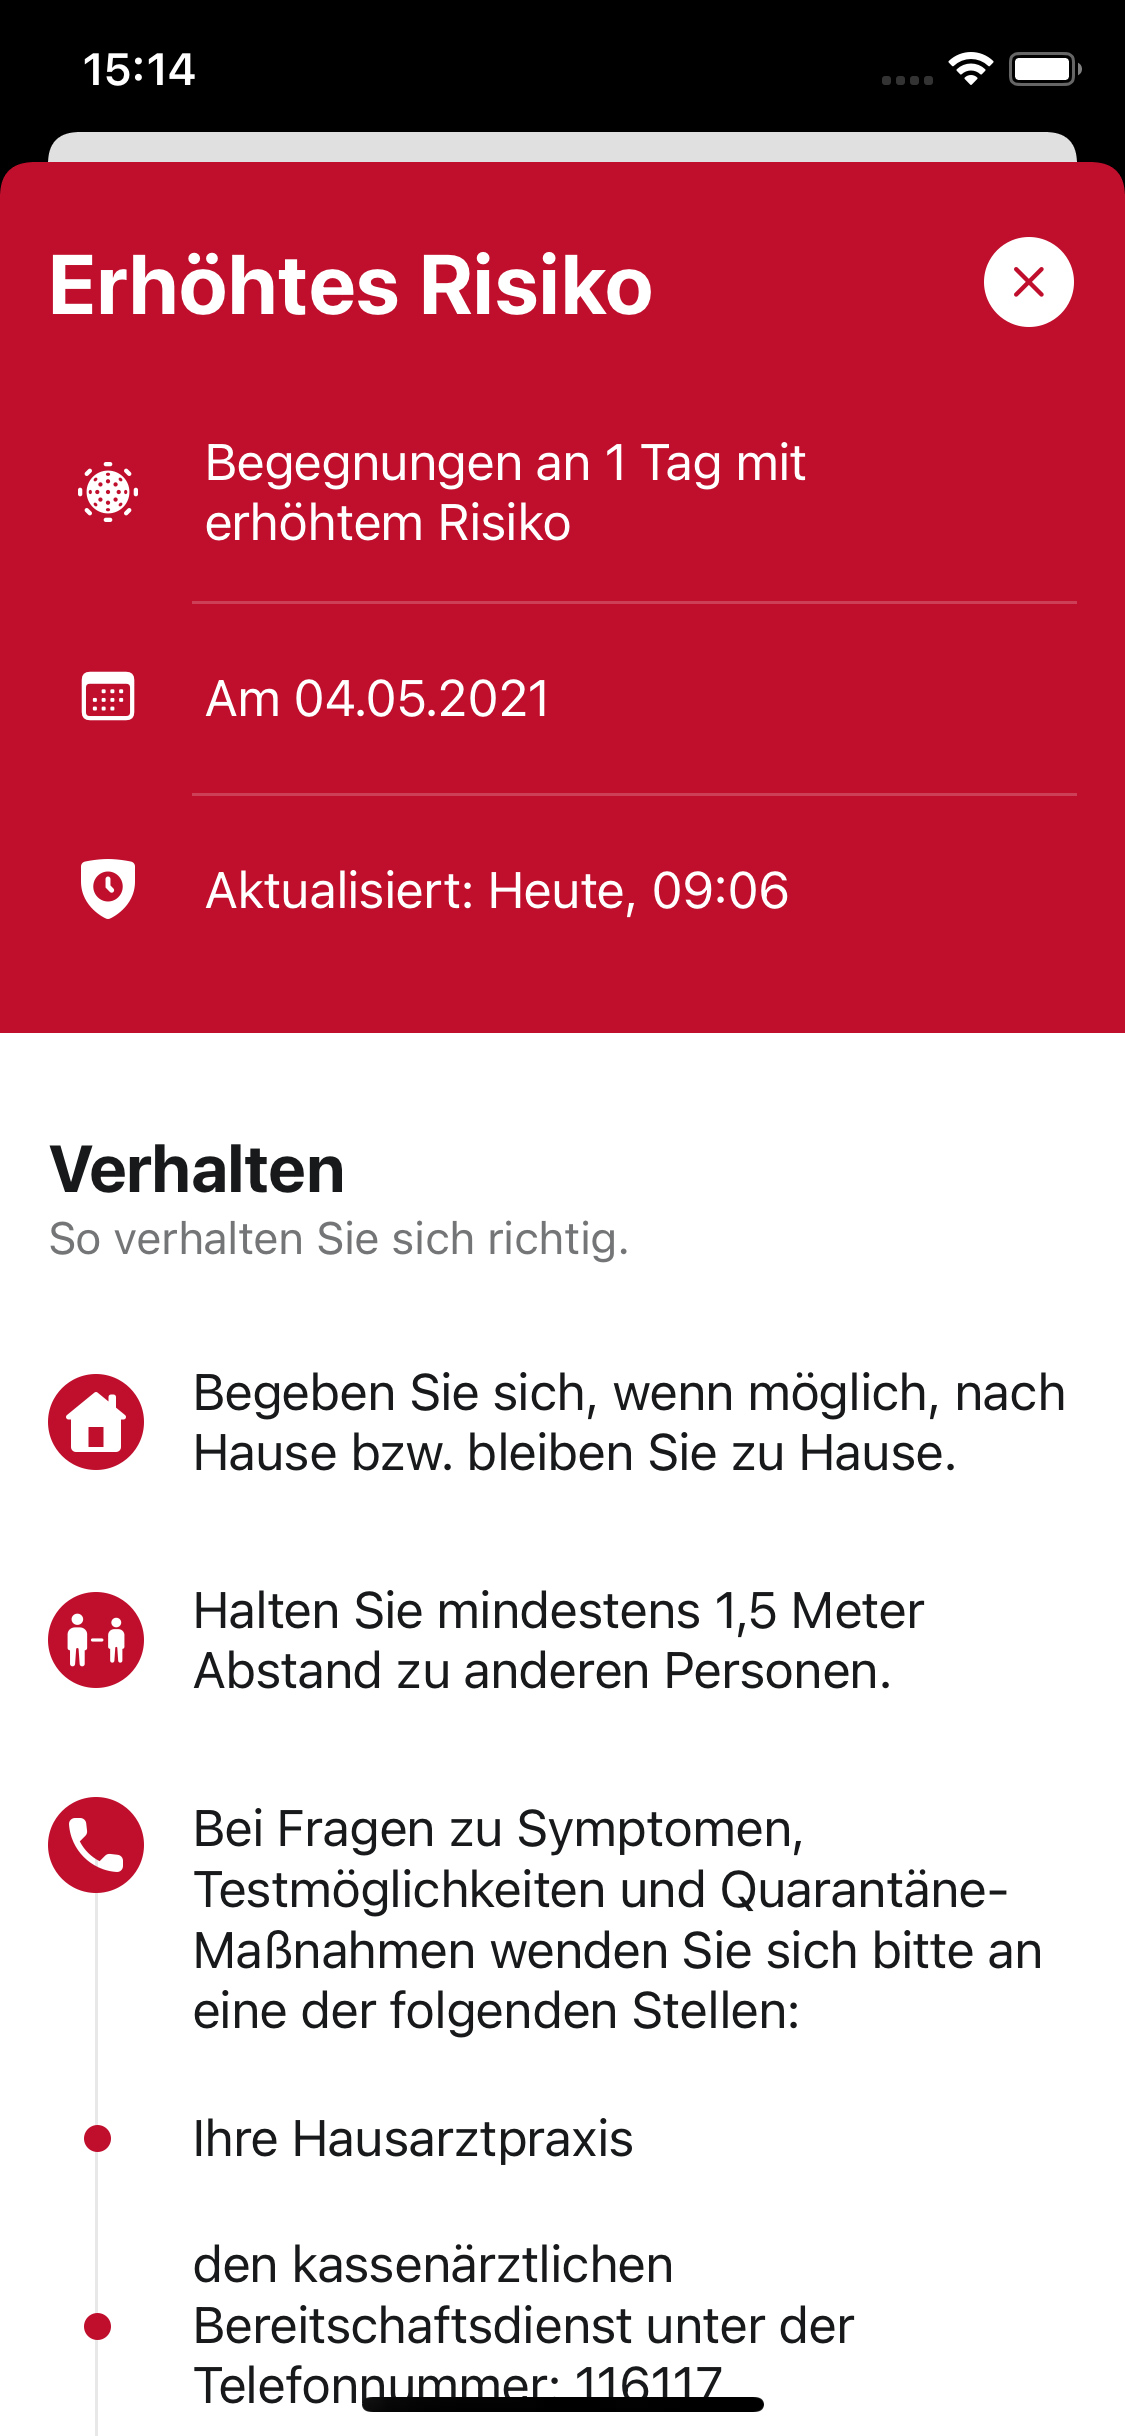 15:14
Erhöhtes Risiko
Begegnungen an 1 Tag mit
erhöhtem Risiko
Am 04.05.2021
Aktualisiert: Heute, 09:06
Verhalten
So verhalten Sie sich richtig.
Begeben Sie sich, wenn möglich, nach
Hause bzw. bleiben Sie zu Hause.
Halten Sie mindestens 1,5 Meter
Abstand zu anderen Personen.
Bei Fragen zu Symptomen,
Testmöglichkeiten und Quarantäne-
Maßnahmen wenden Sie sich bitte an
eine der folgenden Stellen:
Ihre Hausarztpraxis
den kassenärztlichen
Bereitschaftsdienst unter der
Telefonnummer: 116117